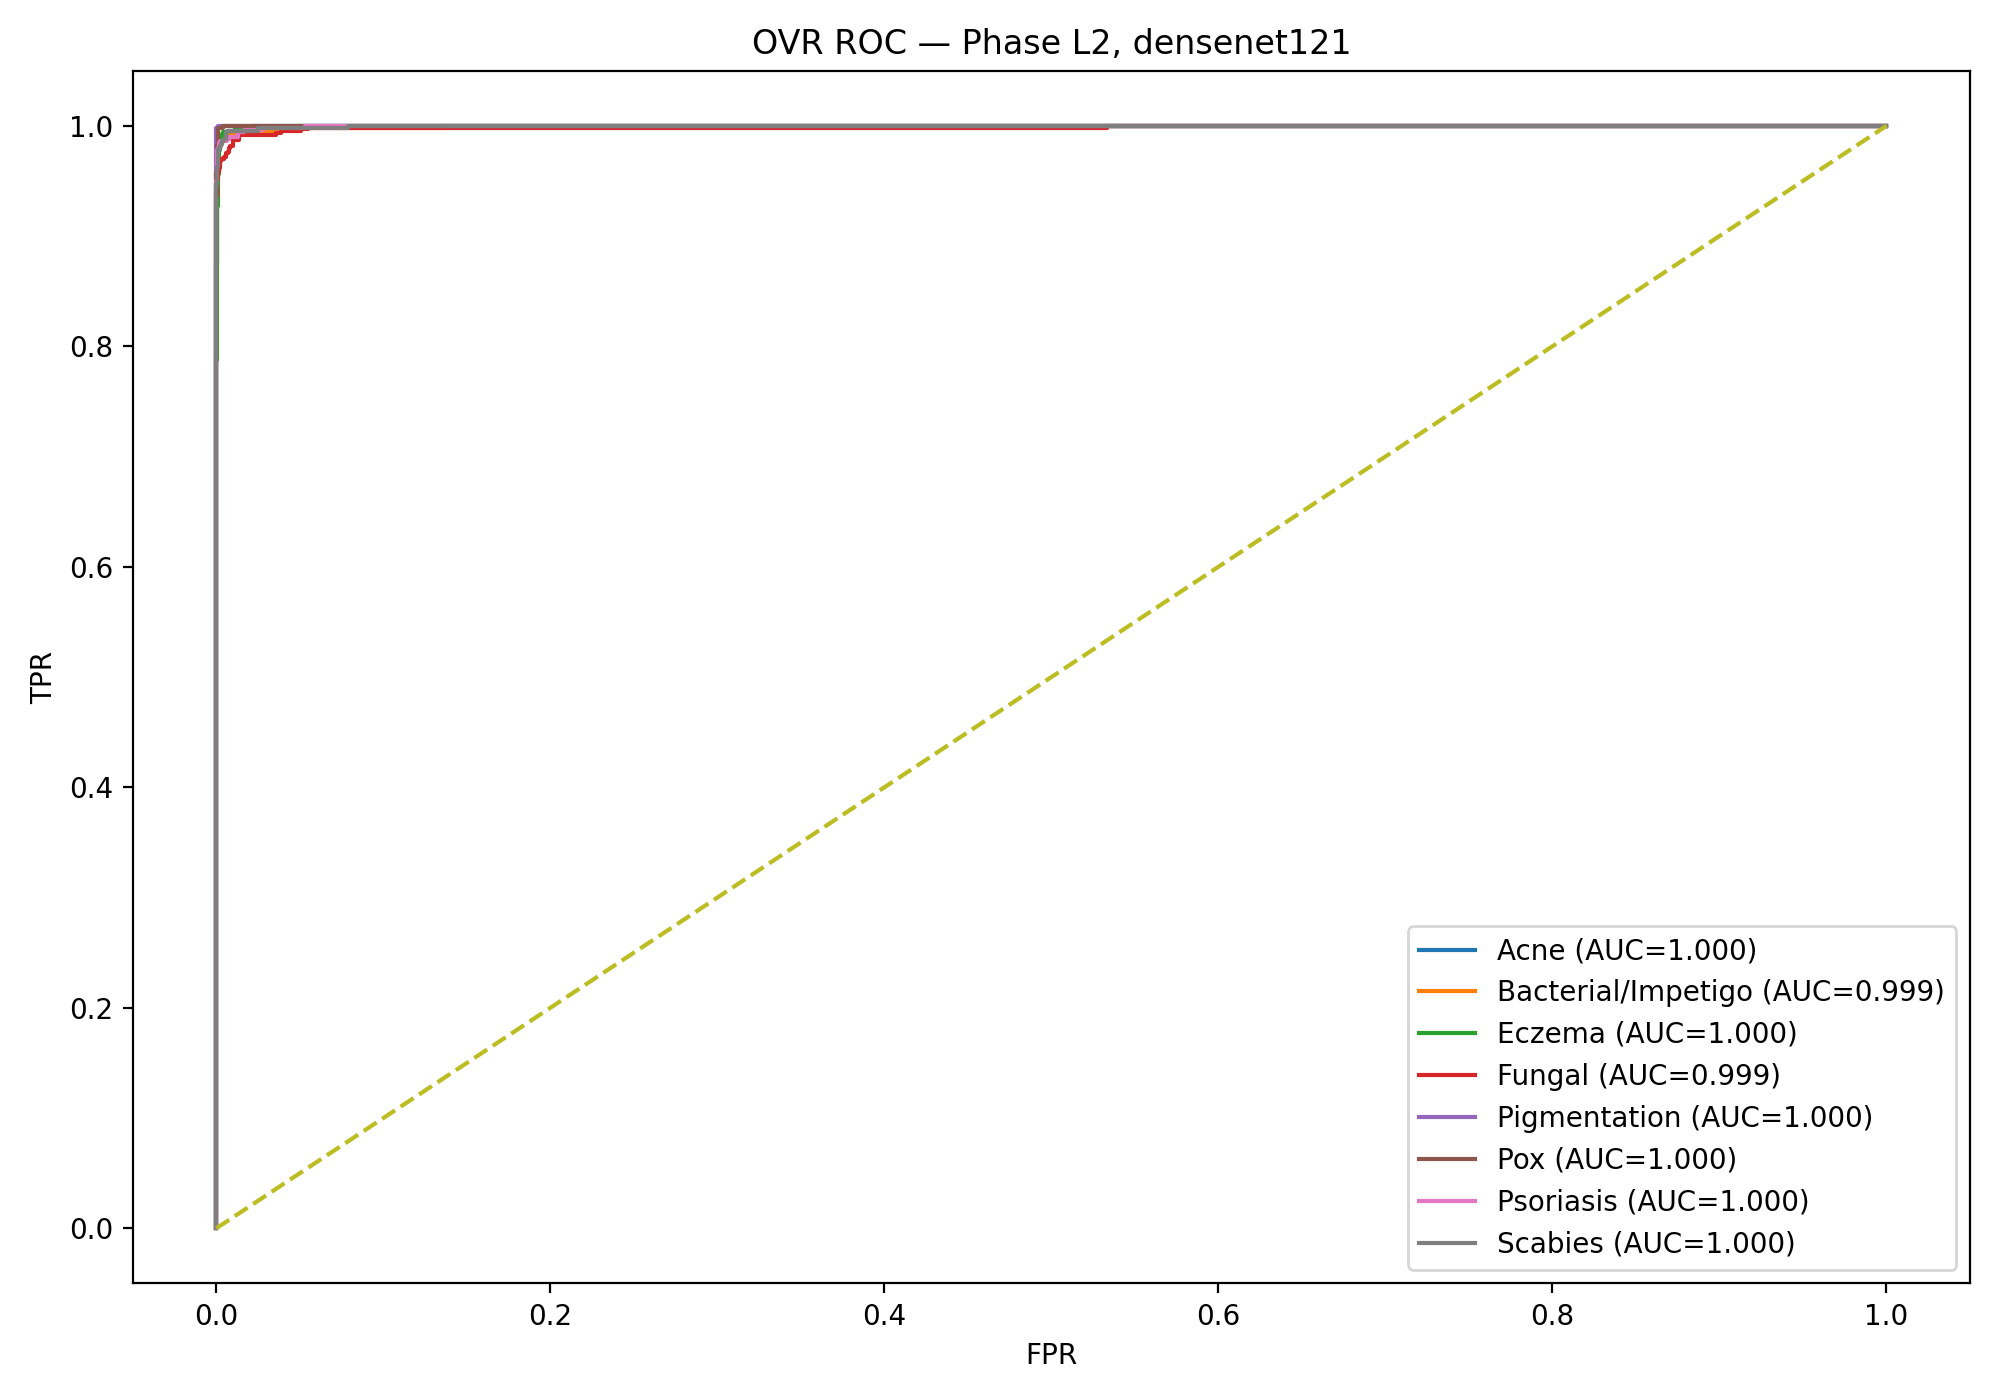 OVR ROC — Phase L2, densenet121
1.0
0.8
0.6
0.4
0.2
0.0
TPR
0.0
0.2
0.4
0.6
0.8
1.0
FPR
Acne (AUC=1.000)
Bacterial/Impetigo (AUC=0.999)
Eczema (AUC=1.000)
Fungal (AUC=0.999)
Pigmentation (AUC=1.000)
Pox (AUC=1.000)
Psoriasis (AUC=1.000)
Scabies (AUC=1.000)